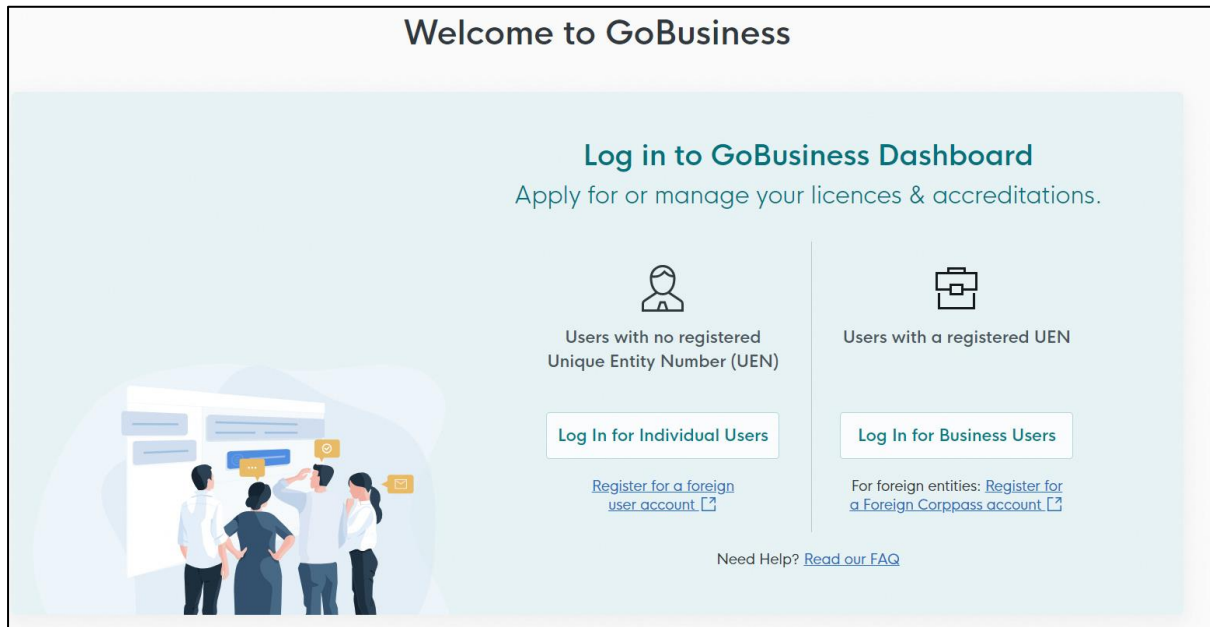 Welcome to GoBusiness
Log in to GoBusiness Dashboard
Apply for or manage your licences & accreditations.
Users with no registered
Unique Entity Number (UEN)
Log In for Individual Users
Register for a foreign
user account
Users with a registered UEN
Log In for Business Users
For foreign entities: Register for
a Foreign Corppass account
Need Help? Read our FAQ